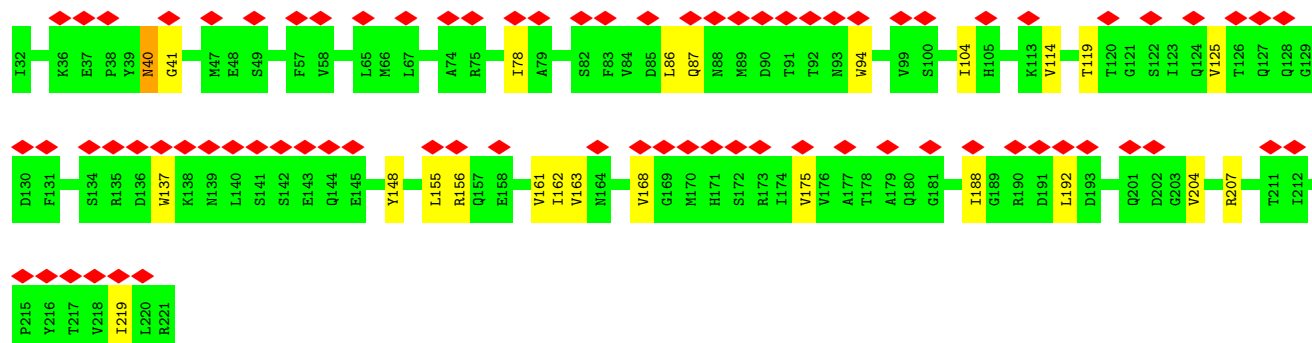 I32 K36 E37 P38 Y39 N40 G41 M47 E48 S49 F57 V58 L65 M66 L67 A74 R75 I78 A79 S82 F83 V84 D85 L86 Q87 N88 M89 D90 T91 T92 N93 W94 V99 S100 I104 H105 K113 V114 T119 T120 G121 S122 I123 Q124 V125 T126 Q127 Q128 G129
D130 F131 S134 R135 D136 W137 K138 N139 L140 S141 S142 E143 Q144 E145 Y148 L155 R156 Q157 E158 V161 I162 V163 N164 V168 G169 M170 H171 S172 R173 I174 V175 V176 A177 T178 A179 Q180 G181 I188 G189 R190 D191 L192 D193 Q201 D202 G203 V204 R207 T211 I212
P215 Y216 T217 V218 I219 L220 R221